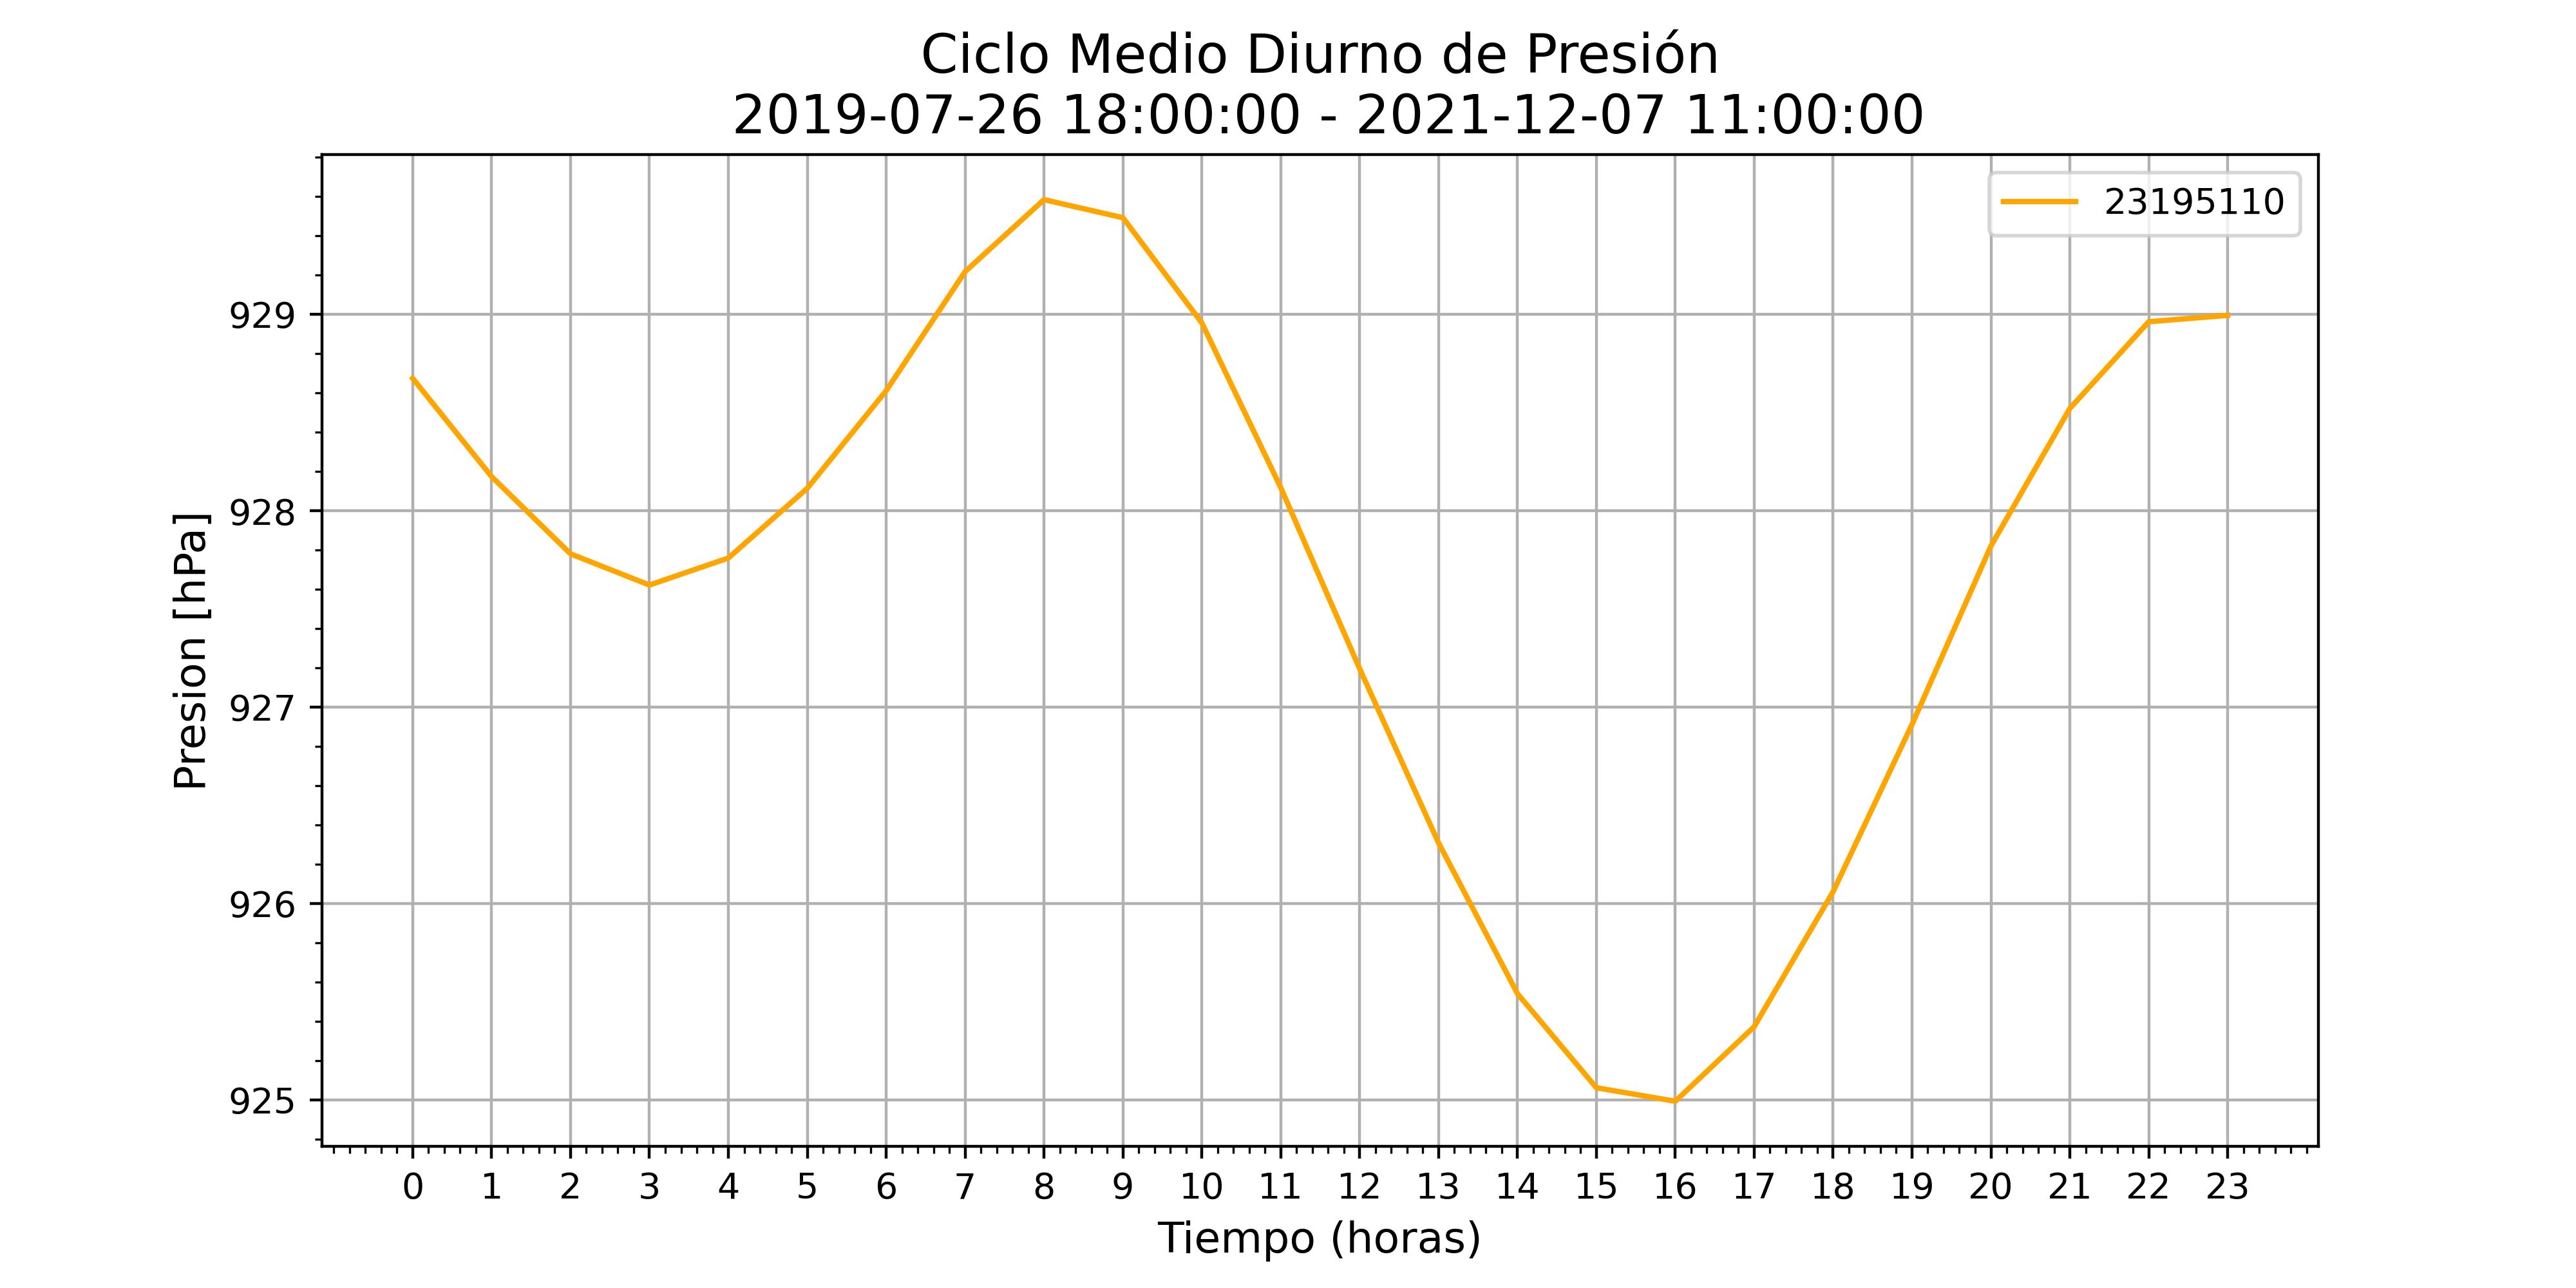 Ciclo Medio Diurno de Presión
2019-07-26 18:00:00 - 2021-12-07 11:00:00
23195110
Presion [hPa]
929
928
927
926
925
0 1 2 3 4 5 6 7 8 9 10 11 12 13 14 15 16 17 18 19 20 21 22 23
Tiempo (horas)